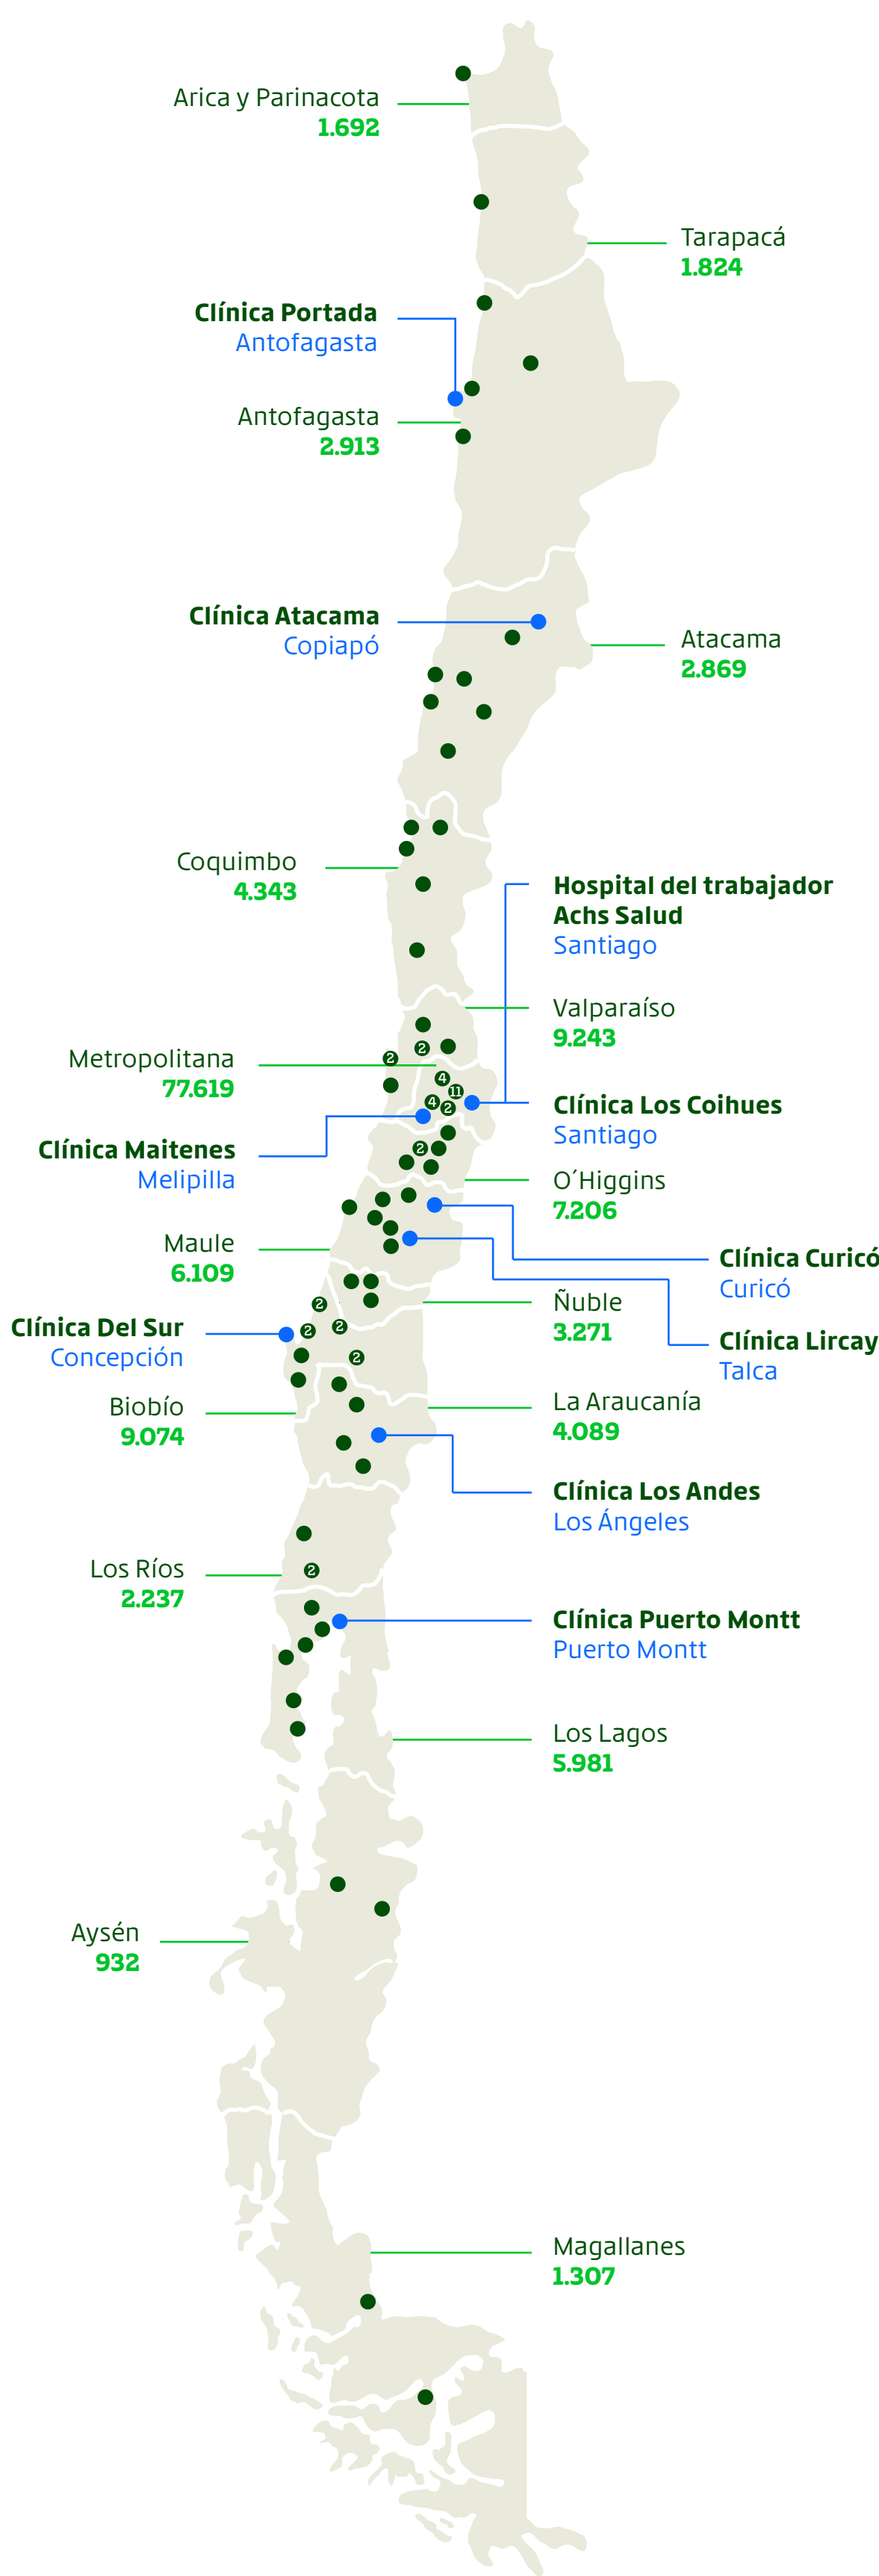 Arica y Parinacota
1.692
Tarapacá
1.824
Clínica Portada
Antofagasta
Antofagasta
2.913
Clínica Atacama
Copiapó
Atacama
2.869
Coquimbo
4.343
Hospital del trabajador
Achs Salud
Santiago
Valparaíso
9.243
2
2
Metropolitana
77.619
4
11
4
2
Clínica Los Coihues
Santiago
Clínica Maitenes
Melipilla
2
O´Higgins
7.206
Maule
6.109
Clínica Curicó
Curicó
Ñuble
3.271
2
2
2
Clínica Del Sur
Concepción
Clínica Lircay
Talca
2
Biobío
9.074
La Araucanía
4.089
Clínica Los Andes
Los Ángeles
Los Ríos
2.237
2
Clínica Puerto Montt
Puerto Montt
Los Lagos
5.981
Aysén
932
Magallanes
1.307